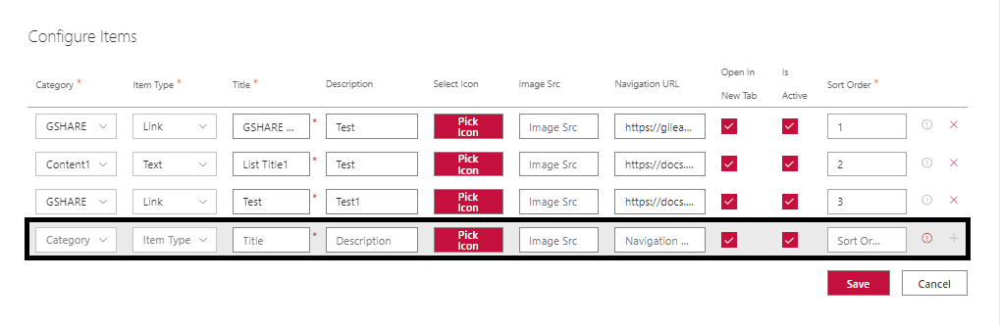 Configure Items
Category * Item Type * Title * Description Select Icon Image Src Navigation URL Open In New Tab Is Active Sort Order *
GSHARE Link GSHARE ... * Test Pick Icon Image Src https://gilea... 1
Content1 Text List Title1 * Test Pick Icon Image Src https://docs.... 2
GSHARE Link Test * Test1 Pick Icon Image Src https://docs.... 3
Category Item Type Title * Description Pick Icon Image Src Navigation ... Sort Or...
Save Cancel